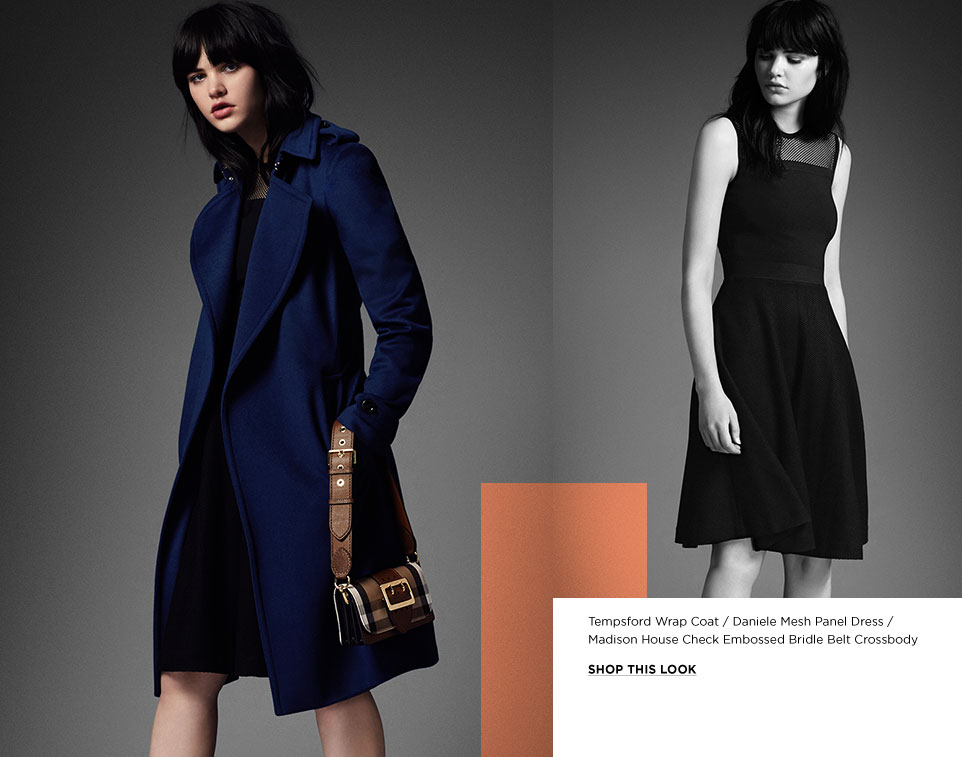 Tempsford Wrap Coat / Daniele Mesh Panel Dress /
Madison House Check Embossed Bridle Belt Crossbody
SHOP THIS LOOK